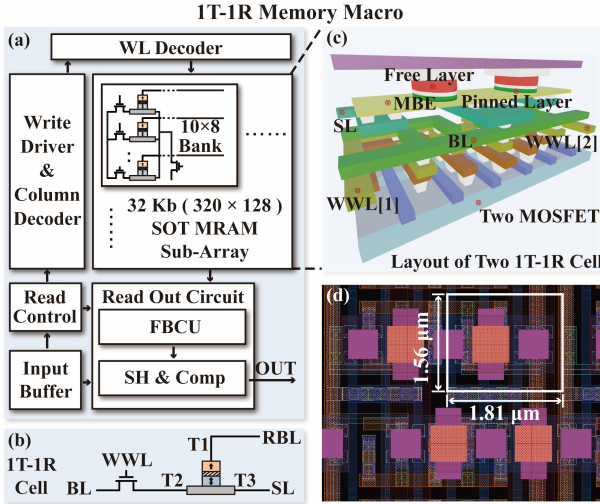 1T-1R Memory Macro
(a)
WL Decoder
Write
Driver
&
Column
Decoder
10×8
Bank
32 Kb ( 320 × 128 )
SOT MRAM
Sub-Array
Read
Control
Read Out Circuit
FBCU
Input
Buffer
SH & Comp
OUT
(b)
1T-1R
Cell
BL
WWL
T1
T2
T3
RBL
SL
(c)
Free Layer
MBE
Pinned Layer
SL
BL
WWL[2]
WWL[1]
Two MOSFET
Layout of Two 1T-1R Cell
(d)
1.56 μm
1.81 μm